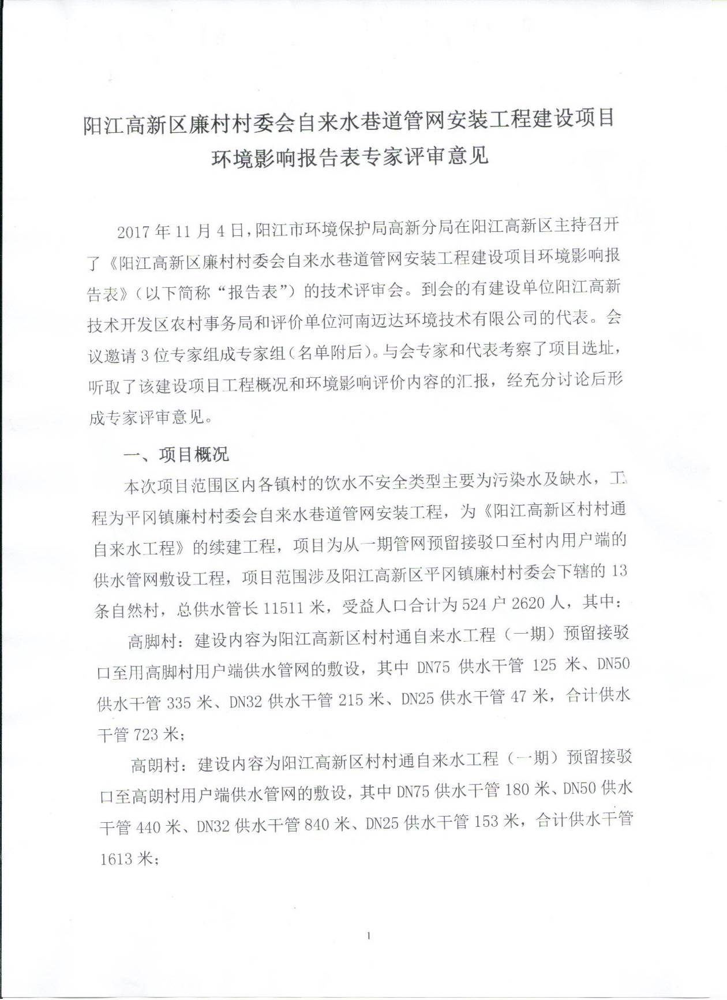 阳江高新区廉村村委会自来水巷道管网安装工程建设项目
环境影响报告表专家评审意见
2017年11月4日,阳江市环境保护局高新分局在阳江高新区主持召开
了《阳江高新区廉村村委会自来水巷道管网安装工程建设项目环境影响报
告表》(以下简称“报告表”)的技术评审会。到会的有建设单位阳江高新
技术开发区农村事务局和评价单位河南迈达环境技术有限公司的代表。会
议邀请3位专家组成专家组(名单附后)。与会专家和代表考察了项目选址,
听取了该建设项目工程概况和环境影响评价内容的汇报,经充分讨论后形
成专家评审意见。
一、项目概况
本次项目范围区内各镇村的饮水不安全类型主要为污染水及缺水,工
程为平冈镇廉村村委会自来水巷道管网安装工程,为《阳江高新区村村通
自来水工程》的续建工程,项目为从一期管网预留接驳口至村内用户端的
供水管网敷设工程,项目范围涉及阳江高新区平冈镇廉村村委会下辖的13
条自然村,总供水管长11511米,受益人口合计为524户2620人,其中:
高脚村:建设内容为阳江高新区村村通自来水工程(一期)预留接驳
口至用高脚村用户端供水管网的敷设,其中 DN75 供水干管 125 米、DN50
供水干管335米、DN32供水干管215米、DN25供水干管47米,合计供水
干管723米;
高朗村:建设内容为阳江高新区村村通自来水工程(一期)预留接驳
口至高朗村用户端供水管网的敷设,其中DN75供水干管180米、DN50供水
干管440米、DN32供水干管840米、DN25供水干管153米,合计供水干管
1613米;
1